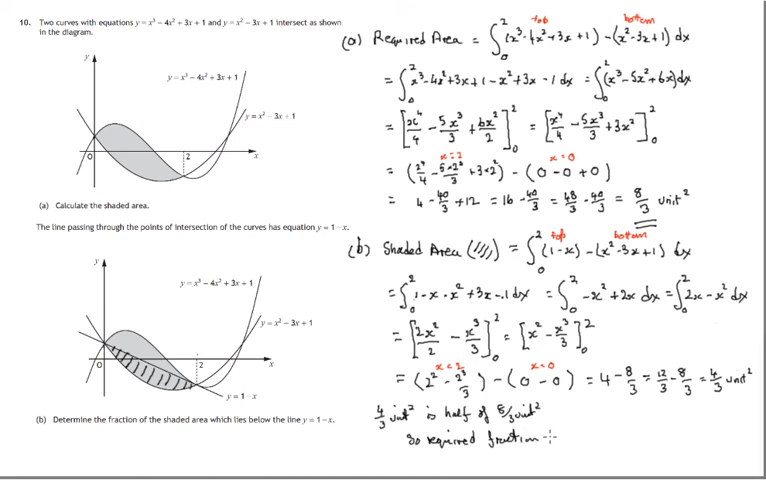 10. Two curves with equations y = x³ – 4x² + 3x + 1 and y = x² – 3x + 1 intersect as shown
in the diagram.
y
y = x³ – 4x² + 3x + 1
y = x² – 3x + 1
0
2
x
(a) Calculate the shaded area.
The line passing through the points of intersection of the curves has equation y = 1 – x.
y
y = x³ – 4x² + 3x + 1
y = x² – 3x + 1
0
2
x
y = 1 – x
(b) Determine the fraction of the shaded area which lies below the line y = 1 – x.
top bottom
(a) Required Area = ∫₀² (x³-4x²+3x+1) - (x²-3x+1) dx
= ∫₀² x³-4x²+3x+1-x²+3x-1 dx = ∫₀² (x³-5x²+6x) dx
= [x⁴/4 - 5x³/3 + 6x²/2]₀² = [x⁴/4 - 5x³/3 + 3x²]₀²
x=2 x=0
= (2⁴/4 - 5×2³/3 + 3×2²) - (0-0+0)
= 4 - 40/3 + 12 = 16 - 40/3 = 48/3 - 40/3 = 8/3 unit²
top bottom
(b) Shaded Area (////) = ∫₀² (1-x) - (x²-3x+1) dx
= ∫₀² 1-x-x²+3x-1 dx = ∫₀² -x²+2x dx = ∫₀² 2x-x² dx
= [2x²/2 - x³/3]₀² = [x² - x³/3]₀²
x=2 x=0
= (2² - 2³/3) - (0-0) = 4 - 8/3 = 12/3 - 8/3 = 4/3 unit²
4/3 unit² is half of 8/3 unit²
so required fraction